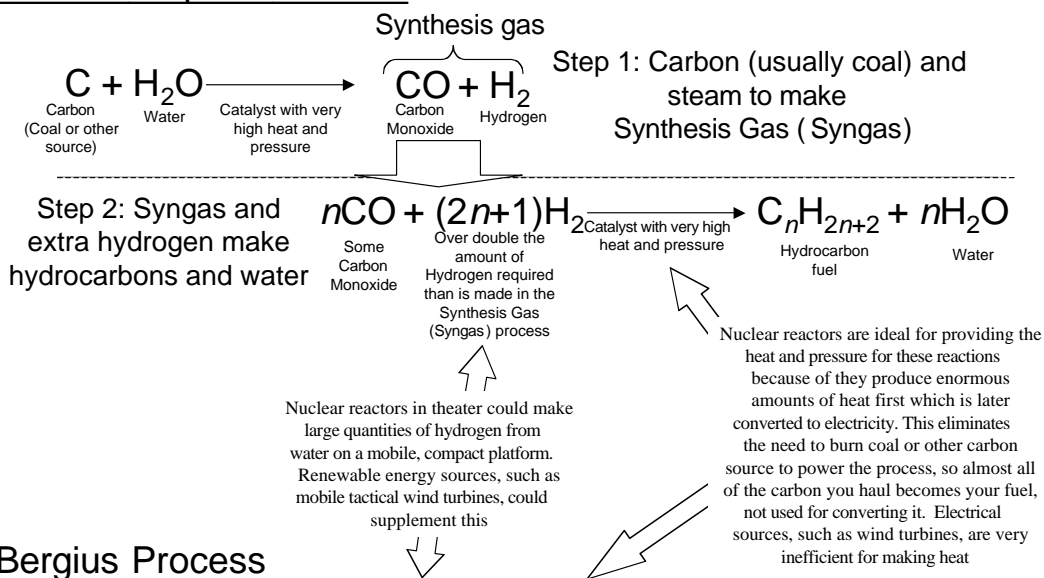 Synthesis gas
C + H2O CO + H2
Carbon
(Coal or other
source)
Water
Catalyst with very
high heat and
pressure
Carbon
Monoxide
Hydrogen
Step 1: Carbon (usually coal) and
steam to make
Synthesis Gas ( Syngas)
Step 2: Syngas and
extra hydrogen make
hydrocarbons and water
nCO + (2n+1)H2 CnH2n+2 + nH2O
Some
Carbon
Monoxide
Over double the
amount of
Hydrogen required
than is made in the
Synthesis Gas
(Syngas) process
Catalyst with very high
heat and pressure
Hydrocarbon
fuel
Water
Nuclear reactors in theater could make
large quantities of hydrogen from
water on a mobile, compact platform.
Renewable energy sources, such as
mobile tactical wind turbines, could
supplement this
Nuclear reactors are ideal for providing the
heat and pressure for these reactions
because of they produce enormous
amounts of heat first which is later
converted to electricity. This eliminates
the need to burn coal or other carbon
source to power the process, so almost all
of the carbon you haul becomes your fuel,
not used for converting it. Electrical
sources, such as wind turbines, are very
inefficient for making heat
Bergius Process